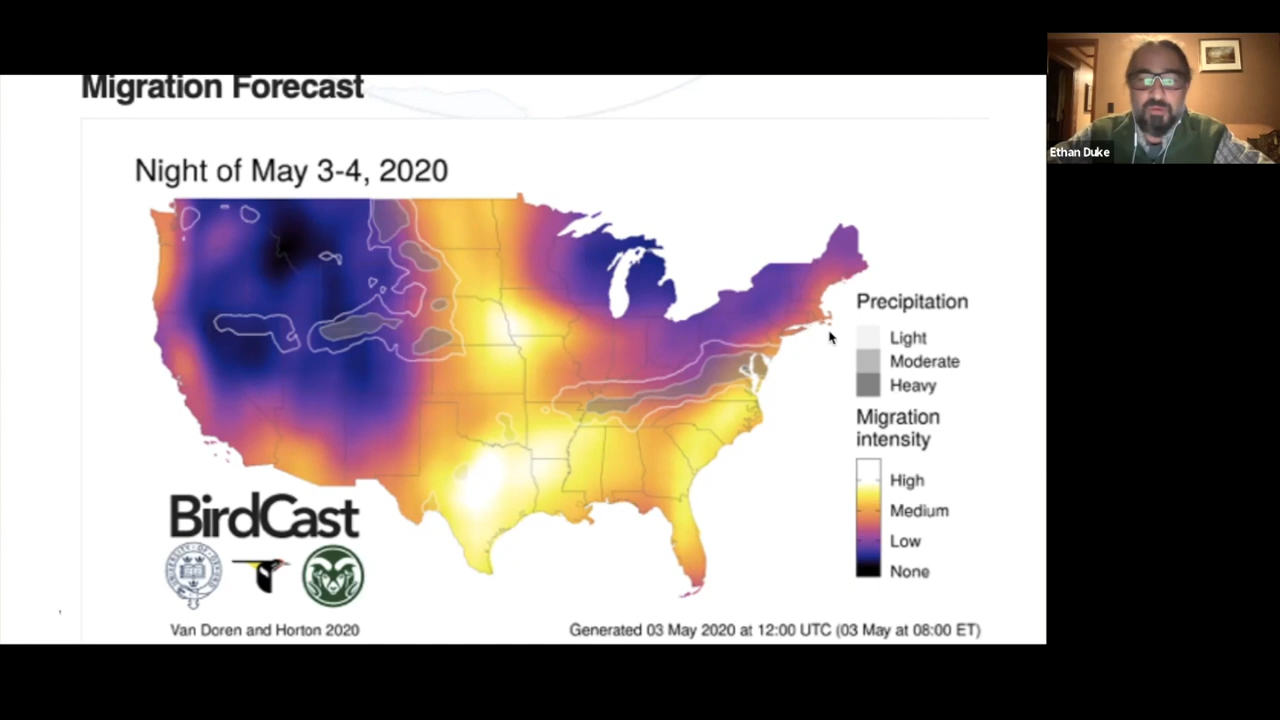 Migration Forecast
Night of May 3-4, 2020
Ethan Duke
Precipitation
Light
Moderate
Heavy
Migration
intensity
High
Medium
Low
None
BirdCast
Van Doren and Horton 2020
Generated 03 May 2020 at 12:00 UTC (03 May at 08:00 ET)